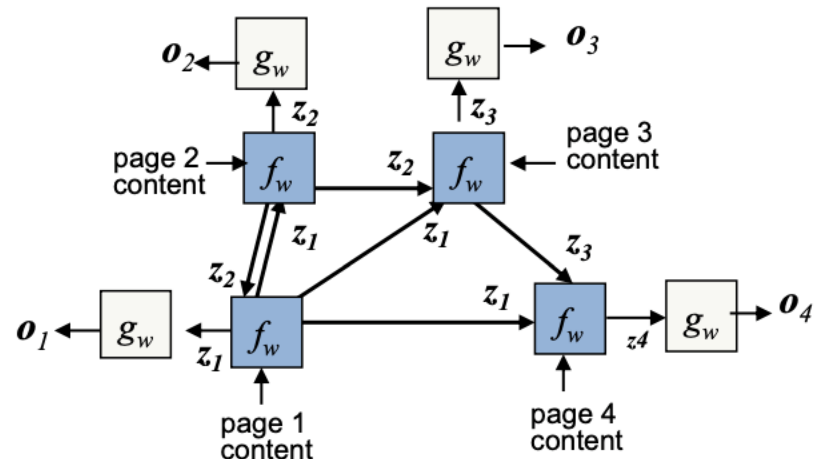 o2
gw
gw
o3
z2
z3
page 2
content
fw
z2
fw
page 3
content
z1
z1
z2
z3
o1
gw
z1
fw
z1
fw
z4
gw
o4
page 1
content
page 4
content